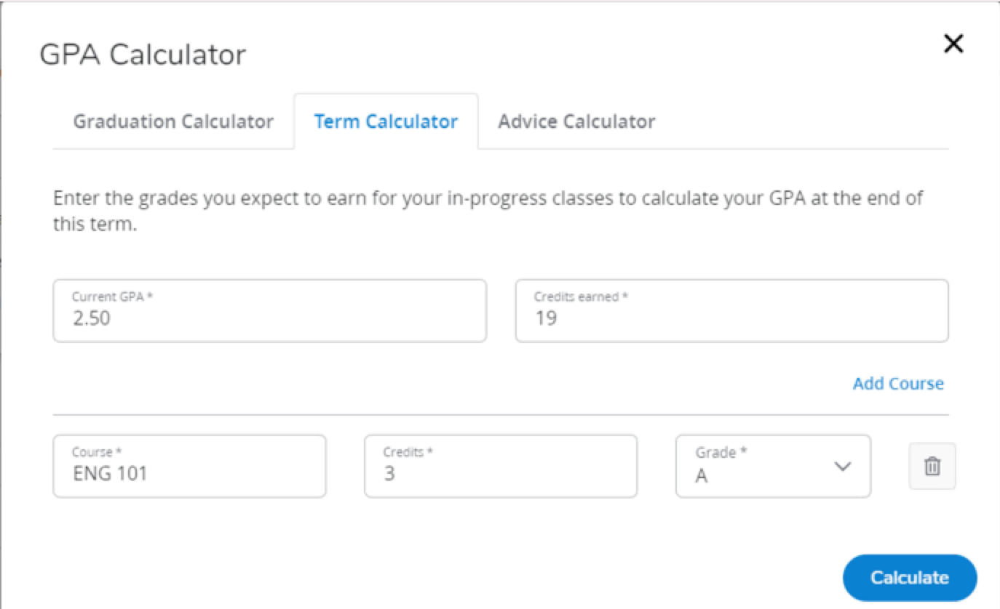 GPA Calculator
Graduation Calculator Term Calculator Advice Calculator
Enter the grades you expect to earn for your in-progress classes to calculate your GPA at the end of
this term.
Current GPA * Credits earned *
2.50 19
Add Course
Course * Credits * Grade *
ENG 101 3 A
Calculate